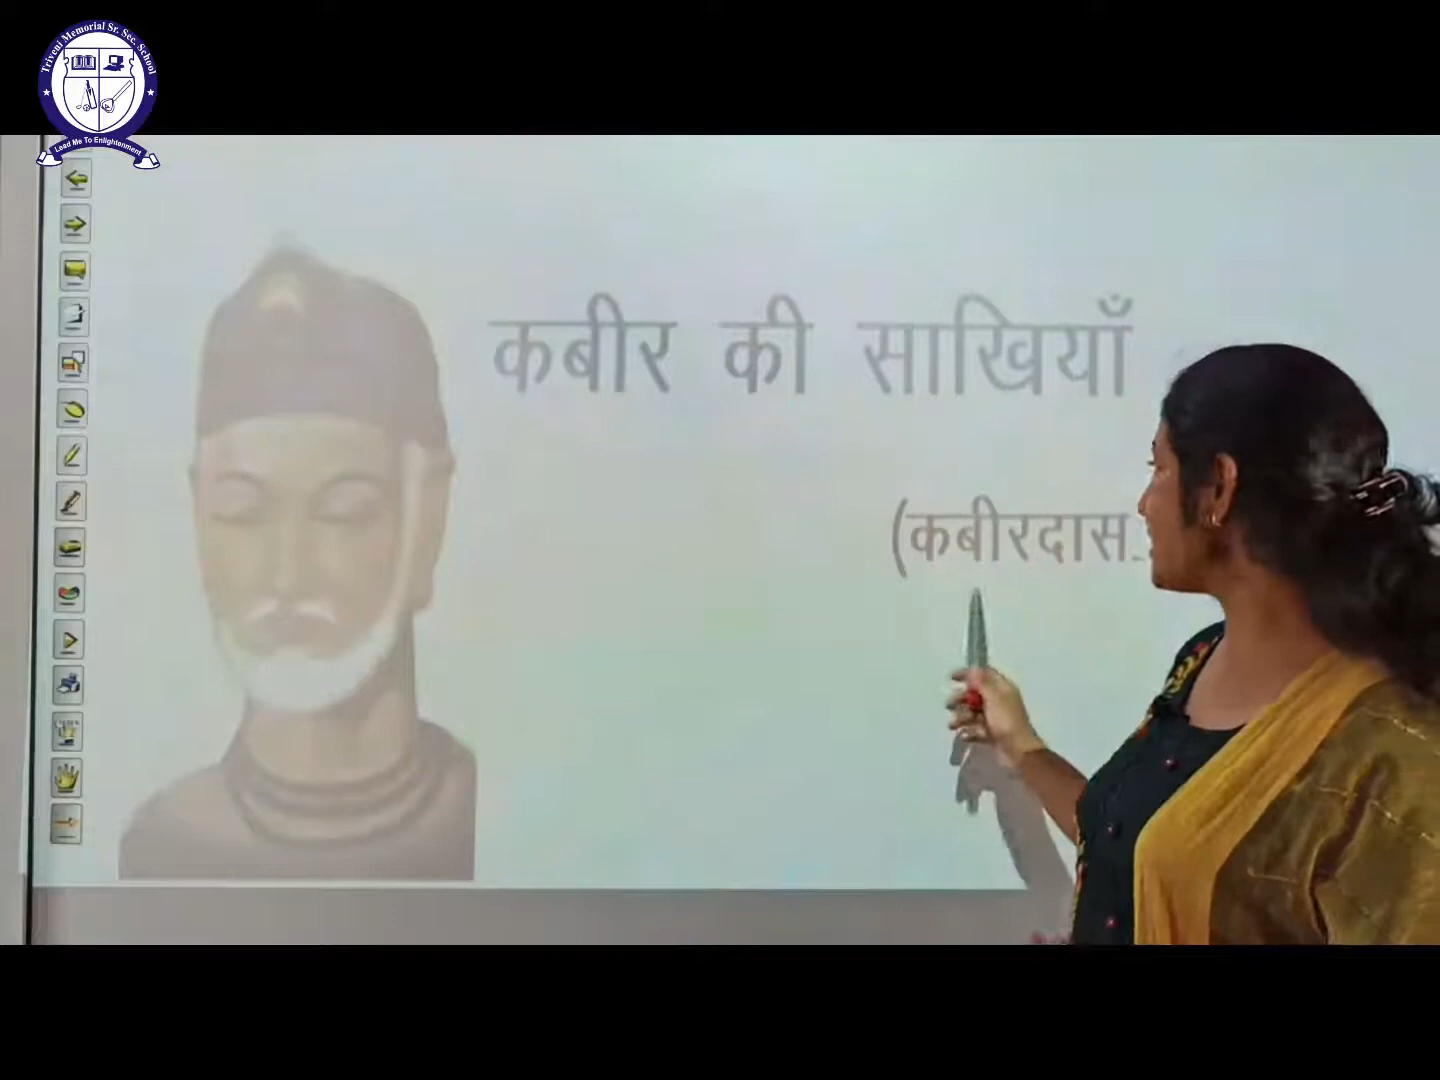 Triveni Memorial Sr. Sec. School
Lead Me To Enlightenment
कबीर की साखियाँ
(कबीरदास